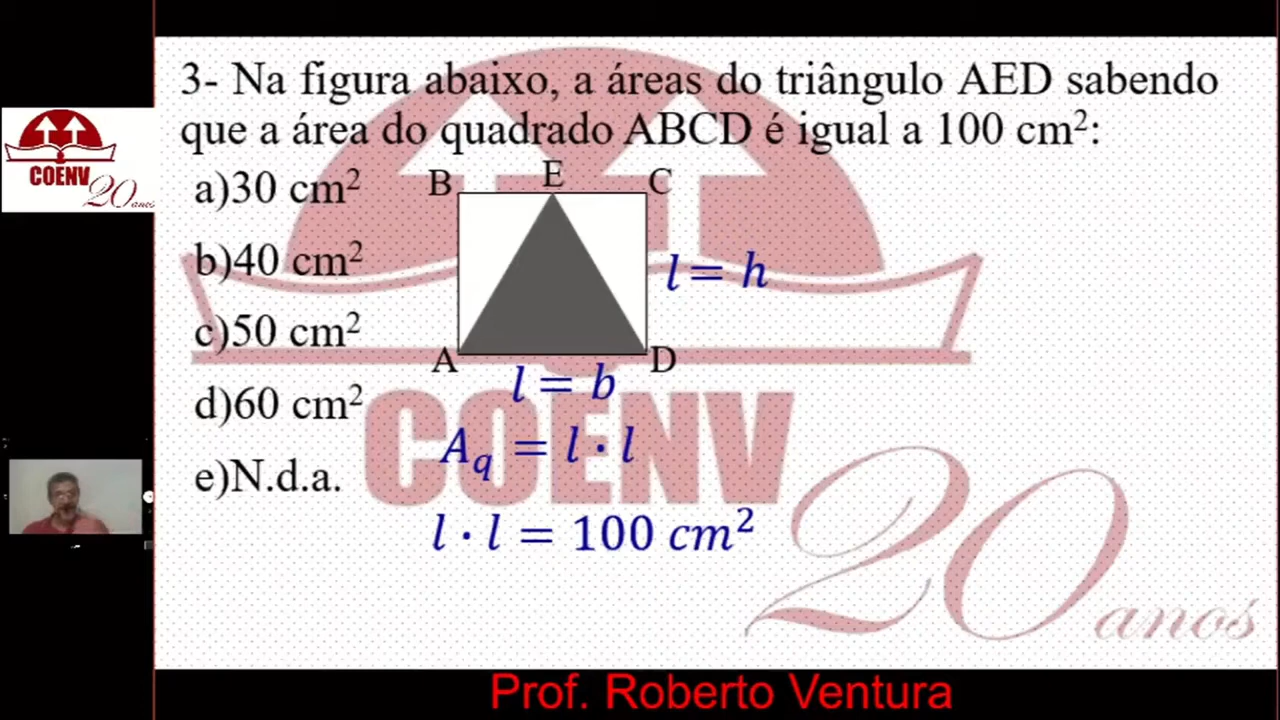 3- Na figura abaixo, a áreas do triângulo AED sabendo
que a área do quadrado ABCD é igual a 100 cm²:
a)30 cm²
b)40 cm²
c)50 cm²
d)60 cm²
e)N.d.a.
B E C
l = h
A D
l = b
A_q = l · l
l · l = 100 cm²
COENV
20 anos
COENV
20 anos
Prof. Roberto Ventura